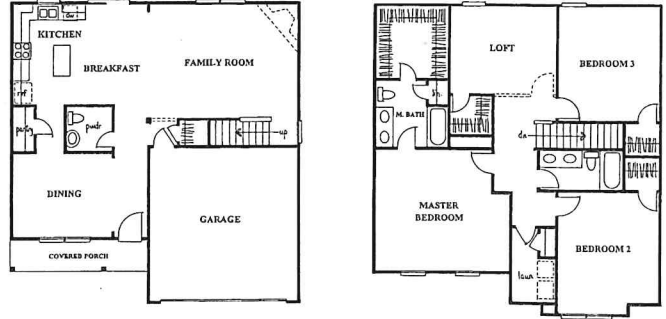 KITCHEN
BREAKFAST
FAMILY ROOM
ref
pantry
pwdr
up
DINING
GARAGE
COVERED PORCH
LOFT
BEDROOM 3
M. BATH
dn
MASTER
BEDROOM
BEDROOM 2
laun